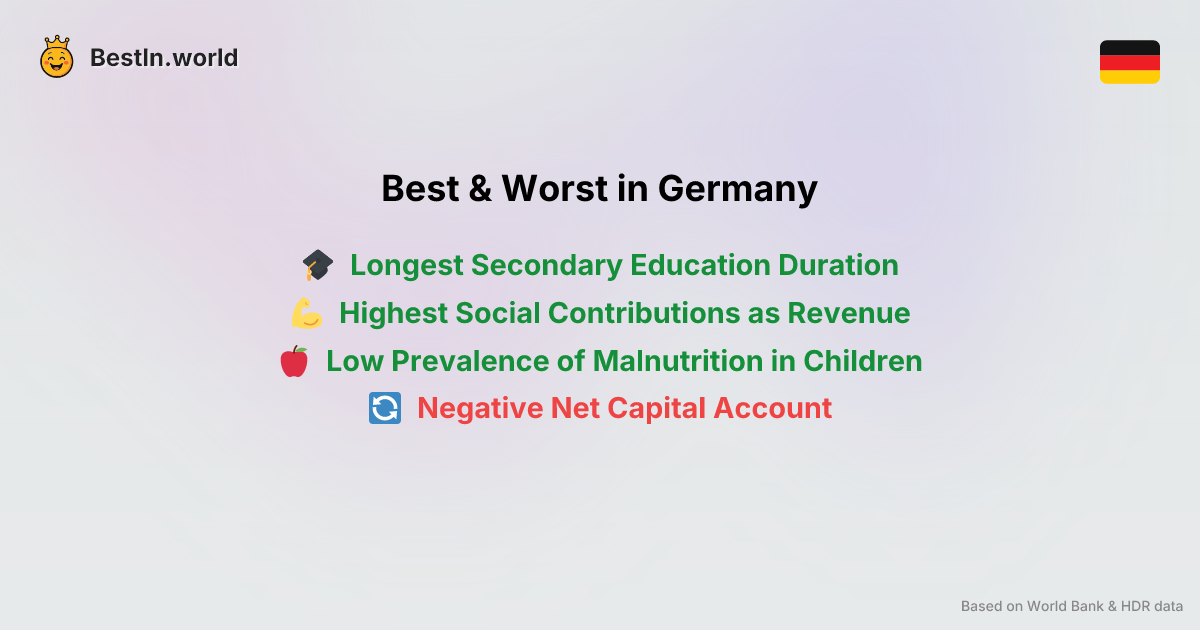 BestIn.world
Best & Worst in Germany
Longest Secondary Education Duration
Highest Social Contributions as Revenue
Low Prevalence of Malnutrition in Children
Negative Net Capital Account
Based on World Bank & HDR data